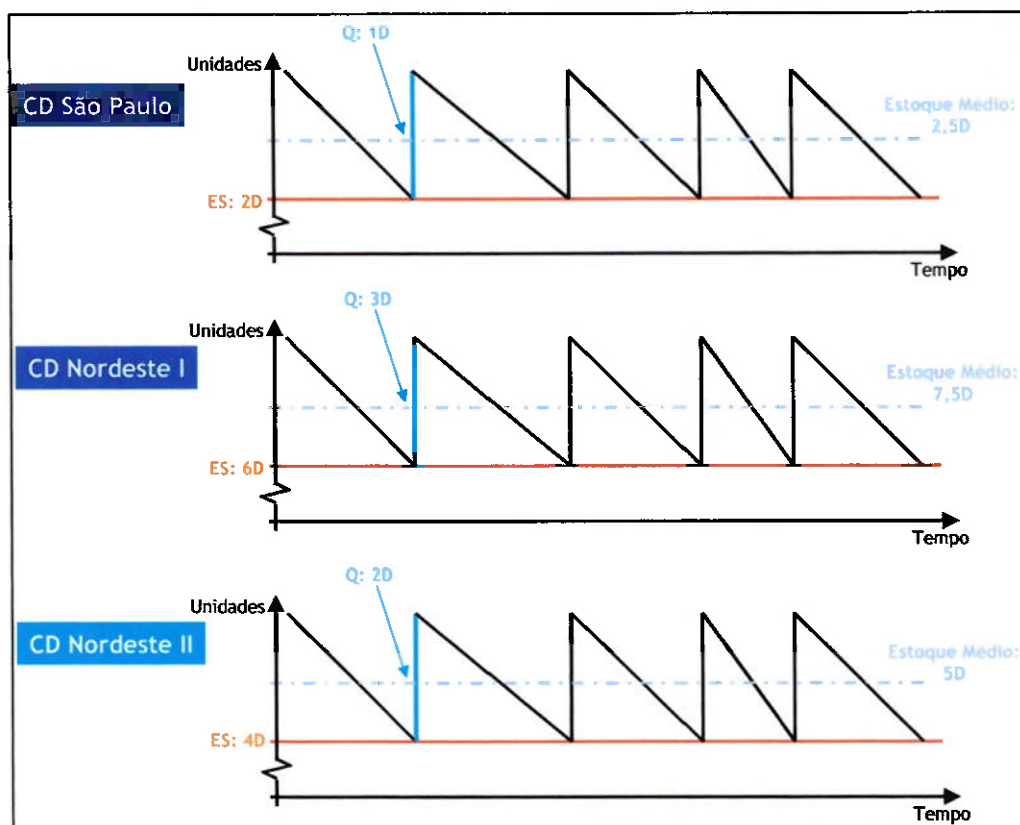 Q: 1D
Unidades
CD São Paulo
Estoque Médio:
2,5D
ES: 2D
Tempo
Q: 3D
Unidades
CD Nordeste I
Estoque Médio:
7,5D
ES: 6D
Tempo
Q: 2D
Unidades
CD Nordeste II
Estoque Médio:
5D
ES: 4D
Tempo